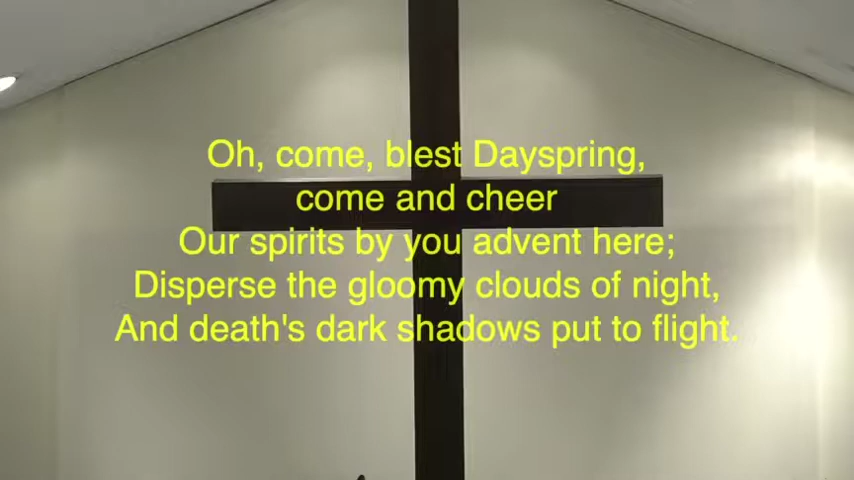 Oh, come, blest Dayspring,
come and cheer
Our spirits by you advent here;
Disperse the gloomy clouds of night,
And death's dark shadows put to flight.